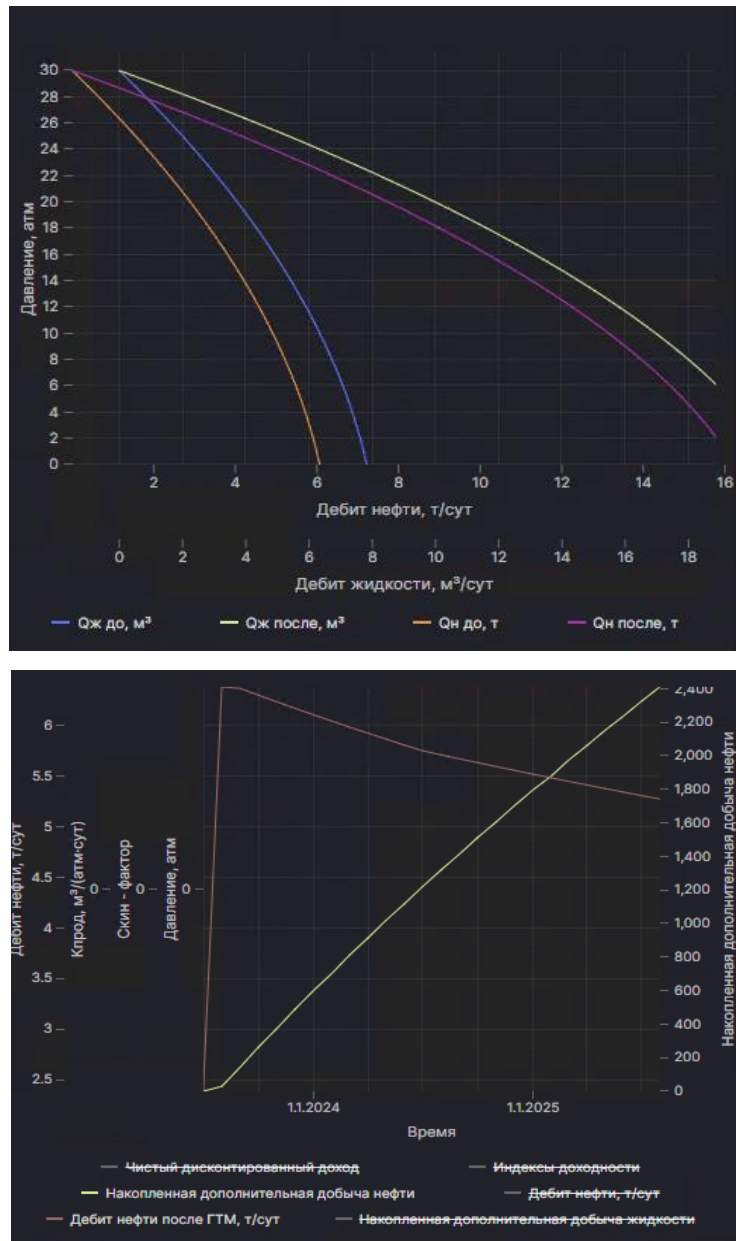 30
28
26
24
22
20
18
16
14
12
10
8
6
4
2
0
Давление, атм
2 4 6 8 10 12 14 16
Дебит нефти, т/сут
0 2 4 6 8 10 12 14 16 18
Дебит жидкости, м³/сут
Qж до, м³ Qж после, м³ Qн до, т Qн после, т
6
5.5
5
4.5
4
3.5
3
2.5
Дебит нефти, т/сут
Кпрод, м³/(атм·сут)
0
Скин - фактор
0
Давление, атм
0
2,400
2,200
2,000
1,800
1,600
1,400
1,200
1,000
800
600
400
200
0
Накопленная дополнительная добыча нефти
1.1.2024 1.1.2025
Время
Чистый дисконтированный доход Индексы доходности
Накопленная дополнительная добыча нефти Дебит нефти, т/сут
Дебит нефти после ГТМ, т/сут Накопленная дополнительная добыча жидкости